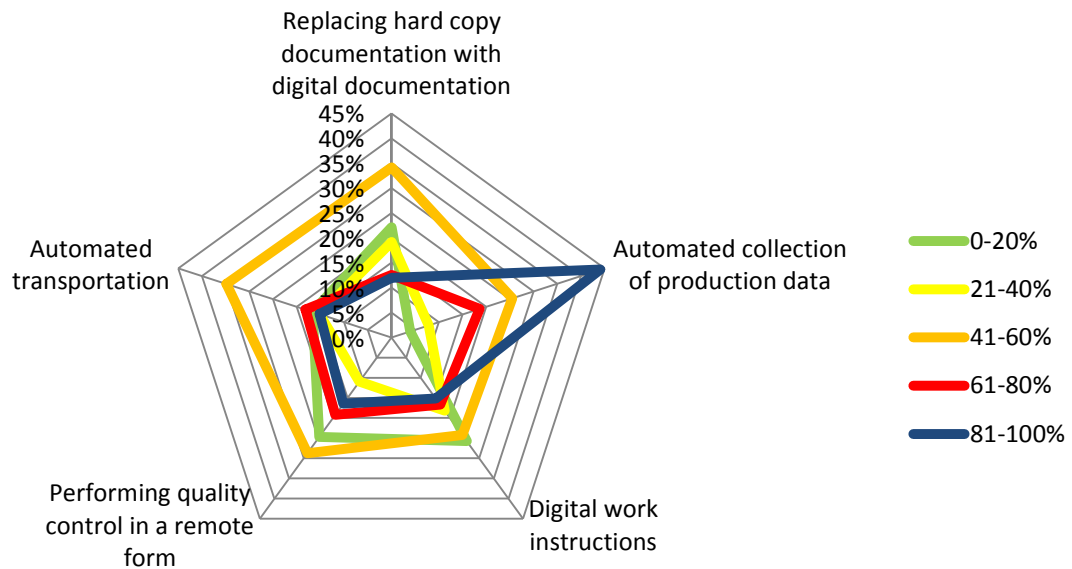 Replacing hard copy
documentation with
digital documentation
45%
40%
35%
30%
25%
20%
15%
10%
5%
0%
Automated
transportation
Automated collection
of production data
Performing quality
control in a remote
form
Digital work
instructions
0-20%
21-40%
41-60%
61-80%
81-100%